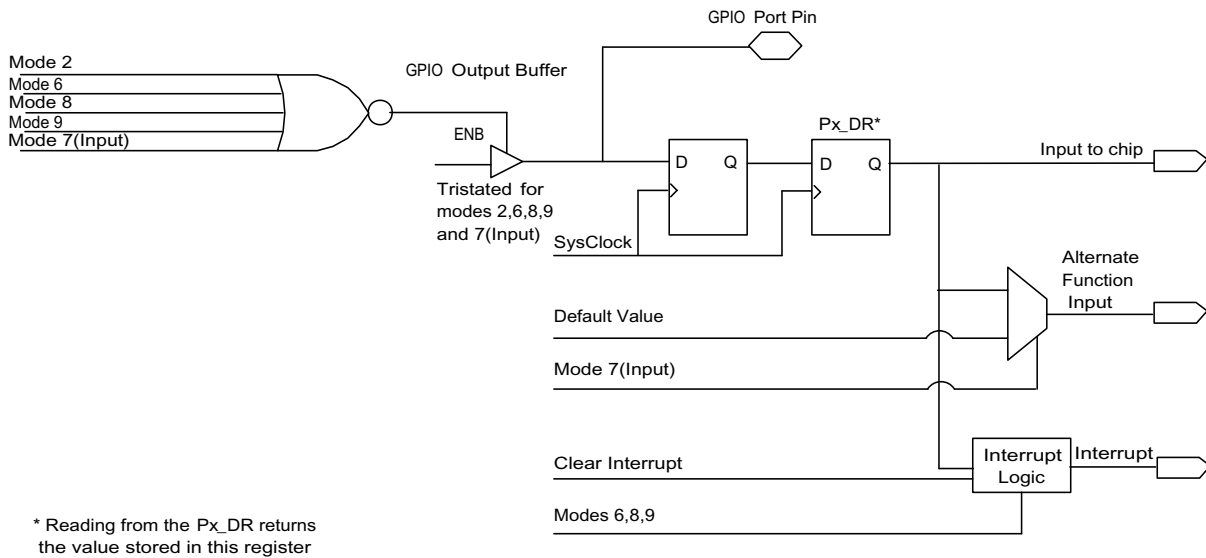 GPIO Port Pin
Mode 2
Mode 6
Mode 8
Mode 9
Mode 7(Input)
GPIO Output Buffer
ENB
Tristated for
modes 2,6,8,9
and 7(Input)
D Q
Px_DR*
D Q
Input to chip
SysClock
Alternate
Function
Input
Default Value
Mode 7(Input)
Clear Interrupt
Interrupt
Logic
Interrupt
Modes 6,8,9
* Reading from the Px_DR returns
the value stored in this register